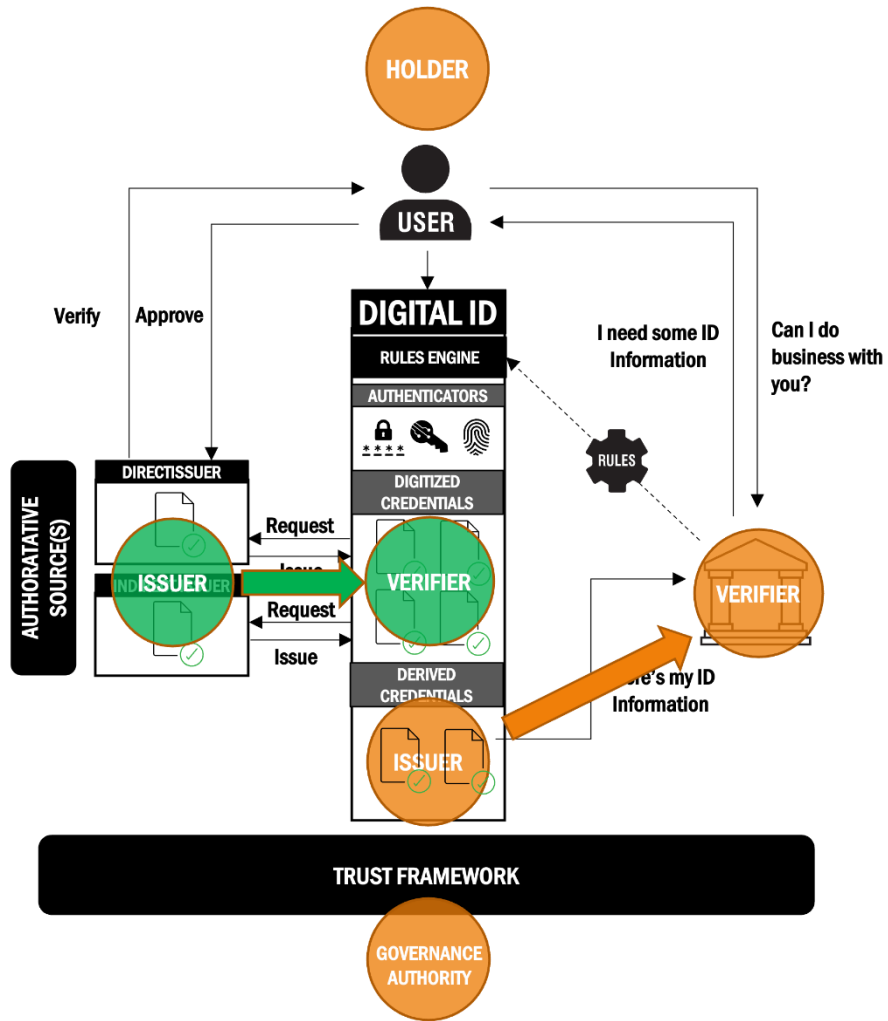 HOLDER
USER
Verify
Approve
DIGITAL ID
RULES ENGINE
AUTHENTICATORS
* * * *
I need some ID
Information
Can I do
business with
you?
RULES
AUTHORATATIVE
SOURCE(S)
DIRECTISSUER
DIGITIZED
CREDENTIALS
Request
ISSUER
VERIFIER
VERIFIER
Request
Issue
DERIVED
CREDENTIALS
my ID
Information
ISSUER
TRUST FRAMEWORK
GOVERNANCE
AUTHORITY